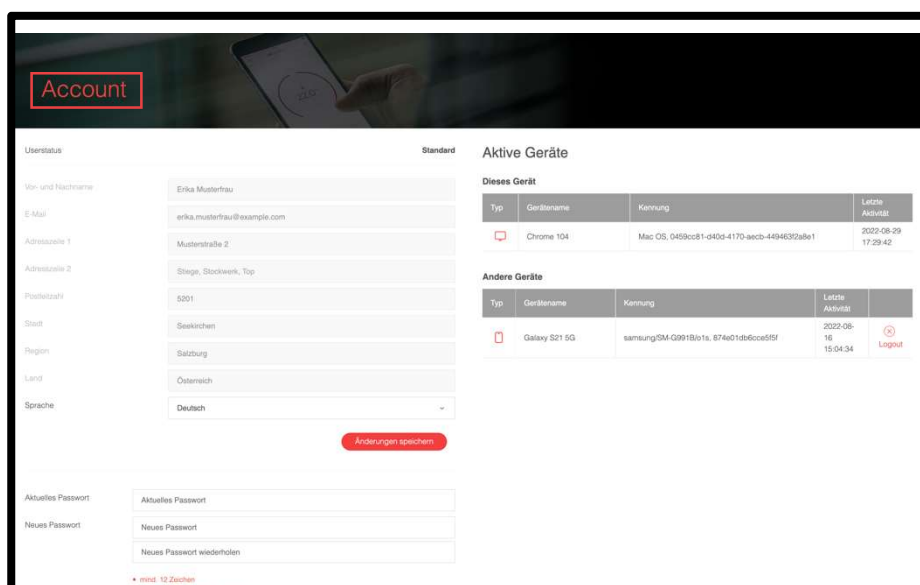 Account
Userstatus Standard
Vor- und Nachname Erika Musterfrau
E-Mail erika.musterfrau@example.com
Adresszeile 1 Musterstraße 2
Adresszeile 2 Stiege, Stockwerk, Top
Postleitzahl 5201
Stadt Seekirchen
Region Salzburg
Land Österreich
Sprache Deutsch
Änderungen speichern
Aktuelles Passwort Aktuelles Passwort
Neues Passwort Neues Passwort
Neues Passwort wiederholen
• mind. 12 Zeichen
Aktive Geräte
Dieses Gerät
Typ Gerätename Kennung Letzte
Aktivität
Chrome 104 Mac OS, 0459cc81-d40d-4170-aecb-449463f2a8e1 2022-08-29
17:29:42
Andere Geräte
Typ Gerätename Kennung Letzte
Aktivität
Galaxy S21 5G samsung/SM-G991B/o1s, 874e01db6cce5f5f 2022-08-
16
15:04:34
Logout